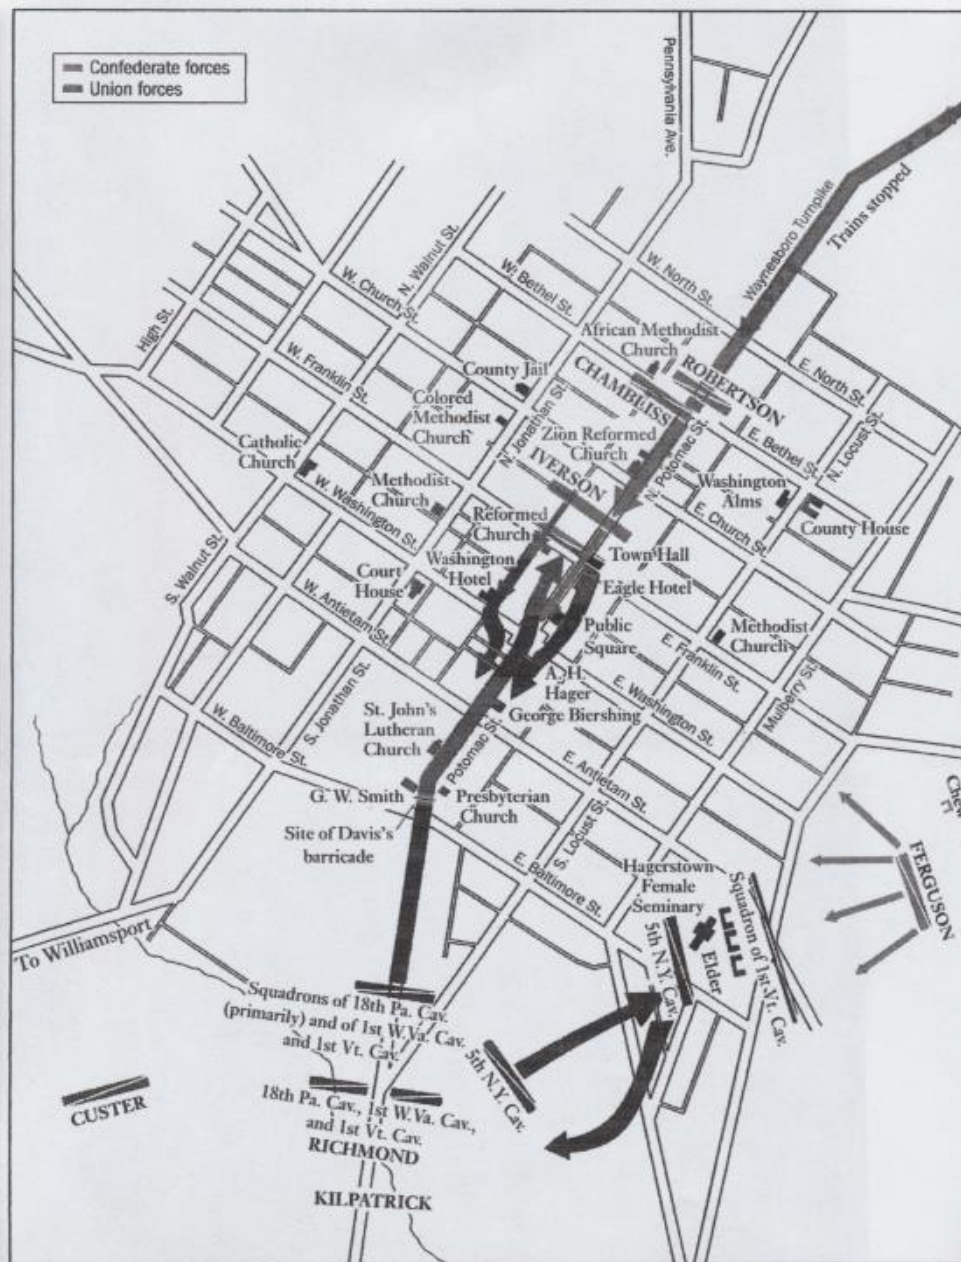 Confederate forces
Union forces
Pennsylvania Ave.
Waynesboro Turnpike
Trains stopped
N. Walnut St.
W. Church St.
W. Bethel St.
W. North St.
High St.
W. Franklin St.
African Methodist
Church
ROBERTSON
CHAMBLISS
E. North St.
County Jail
Colored
Methodist
Church
N. Jonathan St.
Zion Reformed
Church
N. Potomac St.
E. Bethel St.
N. Locust St.
Catholic
Church
IVERSON
Washington
Alms
County House
W. Washington St.
Methodist
Church
Reformed
Church
E. Church St.
Town Hall
Washington
Hotel
Eagle Hotel
S. Walnut St.
Court
House
W. Antietam St.
Public
Square
E. Franklin St.
Methodist
Church
A. H.
Hager
E. Washington St.
Mulberry St.
S. Jonathan St.
W. Baltimore St.
St. John's
Lutheran
Church
George Biershing
Potomac St.
E. Antietam St.
G. W. Smith
Presbyterian
Church
Site of Davis's
barricade
S. Locust St.
E. Baltimore St.
Hagerstown
Female
Seminary
Squadron of 1st Vt. Cav.
FERGUSON
5th N.Y. Cav.
Elder
To Williamsport
Squadrons of 18th Pa. Cav.
(primarily) and of 1st W.Va. Cav.
and 1st Vt. Cav.
5th N.Y. Cav.
CUSTER
18th Pa. Cav., 1st W.Va. Cav.,
and 1st Vt. Cav.
RICHMOND
KILPATRICK